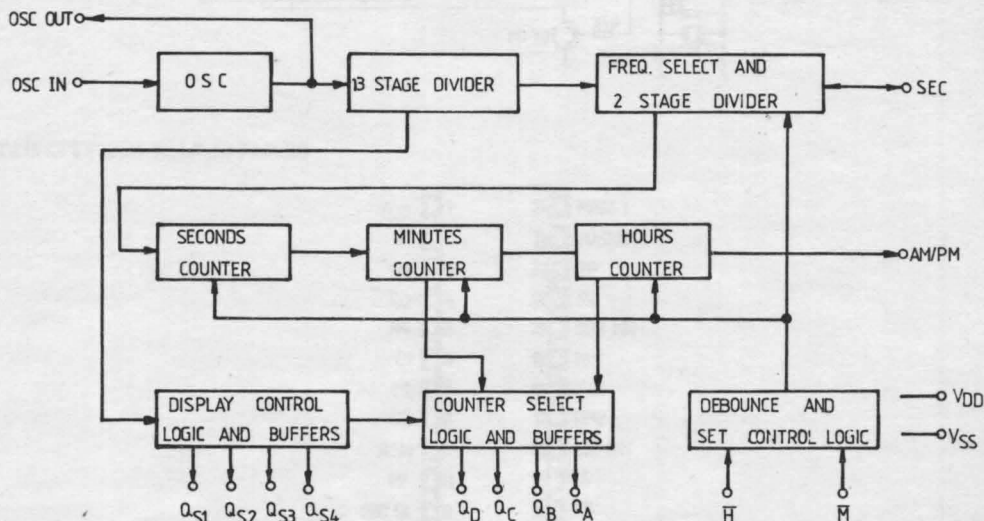 OSC OUT
OSC IN
OSC
13 STAGE DIVIDER
FREQ. SELECT AND
2 STAGE DIVIDER
SEC
SECONDS
COUNTER
MINUTES
COUNTER
HOURS
COUNTER
AM/PM
DISPLAY CONTROL
LOGIC AND BUFFERS
COUNTER SELECT
LOGIC AND BUFFERS
DEBOUNCE AND
SET CONTROL LOGIC
VDD
VSS
QS1 QS2 QS3 QS4
QD QC QB QA
H̅ M̅